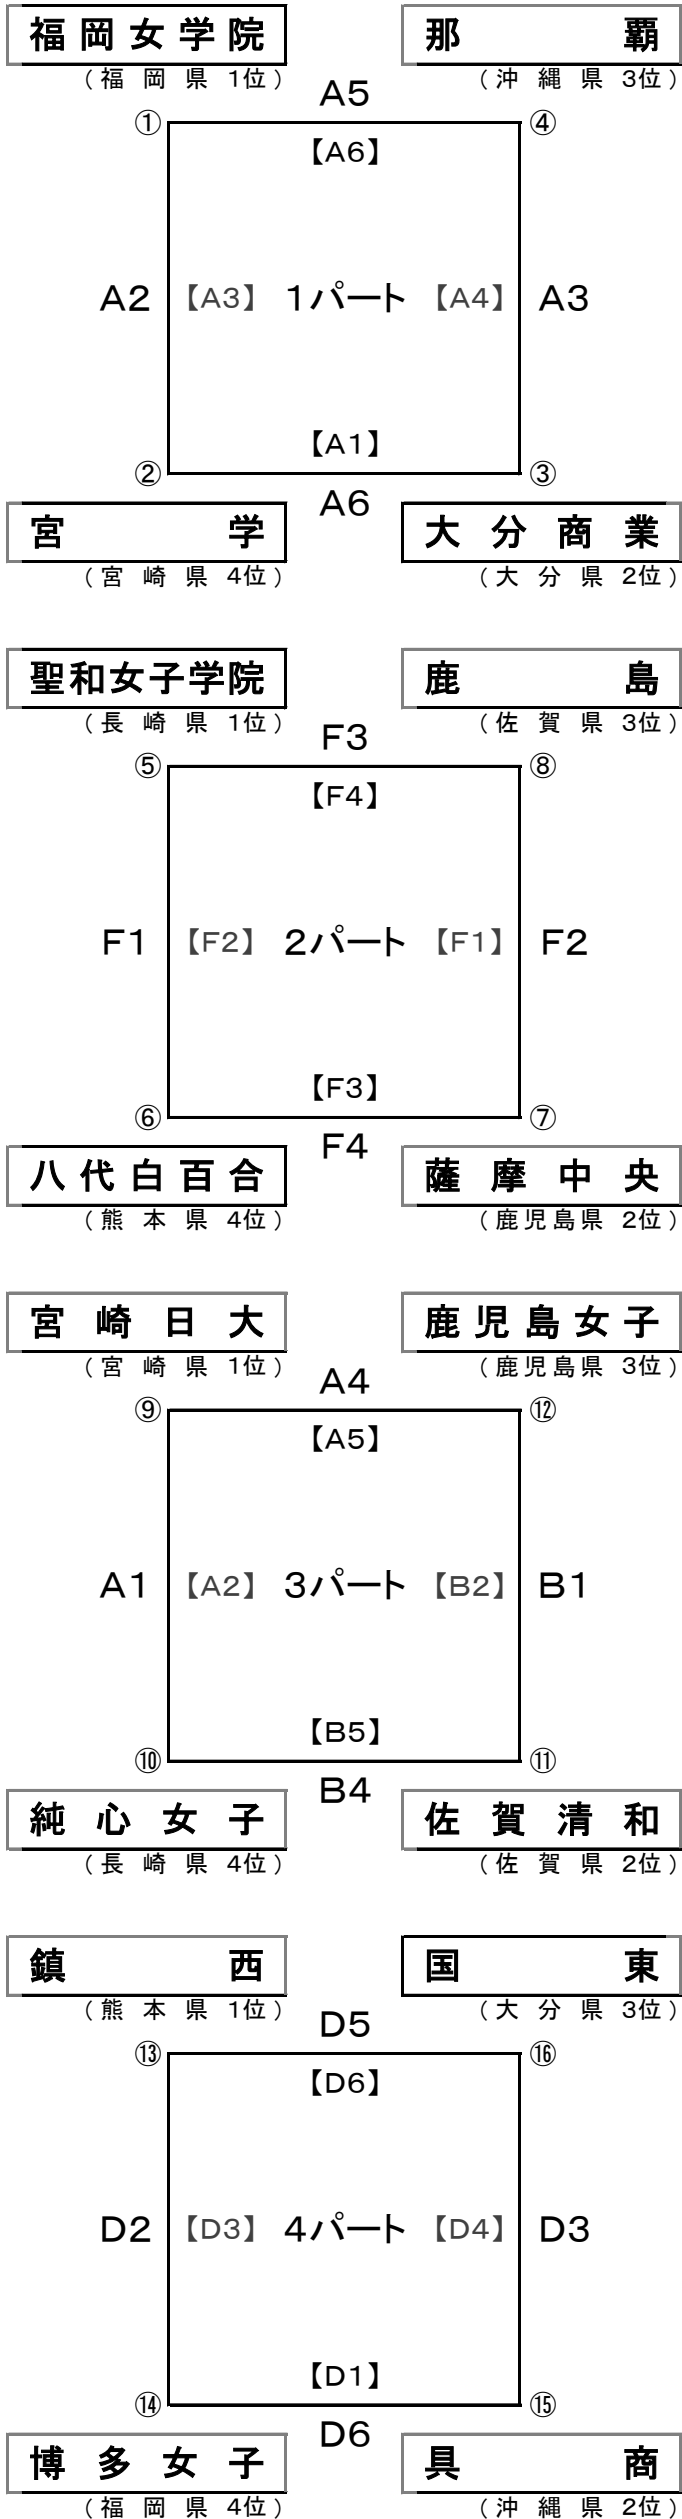 福岡女学院 那覇
(福岡県 1位) (沖縄県 3位)
A5
① ④
【A6】
A2 【A3】 1パート 【A4】 A3
【A1】
② ③
A6
宮学 大分商業
(宮崎県 4位) (大分県 2位)
聖和女子学院 鹿島
(長崎県 1位) (佐賀県 3位)
F3
⑤ ⑧
【F4】
F1 【F2】 2パート 【F1】 F2
【F3】
⑥ ⑦
F4
八代白百合 薩摩中央
(熊本県 4位) (鹿児島県 2位)
宮崎日大 鹿児島女子
(宮崎県 1位) (鹿児島県 3位)
A4
⑨ ⑫
【A5】
A1 【A2】 3パート 【B2】 B1
【B5】
⑩ ⑪
B4
純心女子 佐賀清和
(長崎県 4位) (佐賀県 2位)
鎮西 国東
(熊本県 1位) (大分県 3位)
D5
⑬ ⑯
【D6】
D2 【D3】 4パート 【D4】 D3
【D1】
⑭ ⑮
D6
博多女子 具商
(福岡県 4位) (沖縄県 2位)